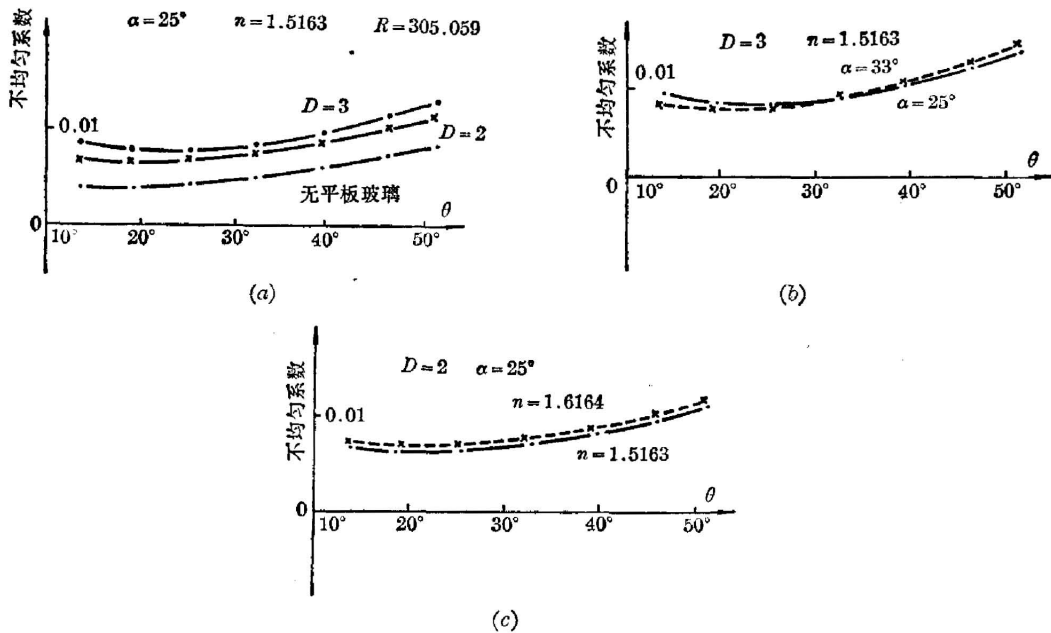 α=25° n=1.5163 R=305.059
不均匀系数
0.01
D=3
D=2
无平板玻璃
θ
0
10° 20° 30° 40° 50°
(a)
D=3 n=1.5163
不均匀系数
0.01
α=33°
α=25°
θ
0
10° 20° 30° 40° 50°
(b)
D=2 α=25°
不均匀系数
0.01
n=1.6164
n=1.5163
θ
0
10° 20° 30° 40° 50°
(c)